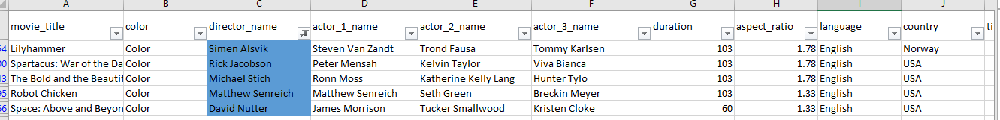 A B C D E F G H I J
movie_title color director_name actor_1_name actor_2_name actor_3_name duration aspect_ratio language country
Lilyhammer Color Simen Alsvik Steven Van Zandt Trond Fausa Tommy Karlsen 103 1.78 English Norway
Spartacus: War of the Da Color Rick Jacobson Peter Mensah Kelvin Taylor Viva Bianca 103 1.78 English USA
The Bold and the Beautif Color Michael Stich Ronn Moss Katherine Kelly Lang Hunter Tylo 103 1.78 English USA
Robot Chicken Color Matthew Senreich Matthew Senreich Seth Green Breckin Meyer 103 1.33 English USA
Space: Above and Beyon Color David Nutter James Morrison Tucker Smallwood Kristen Cloke 60 1.33 English USA